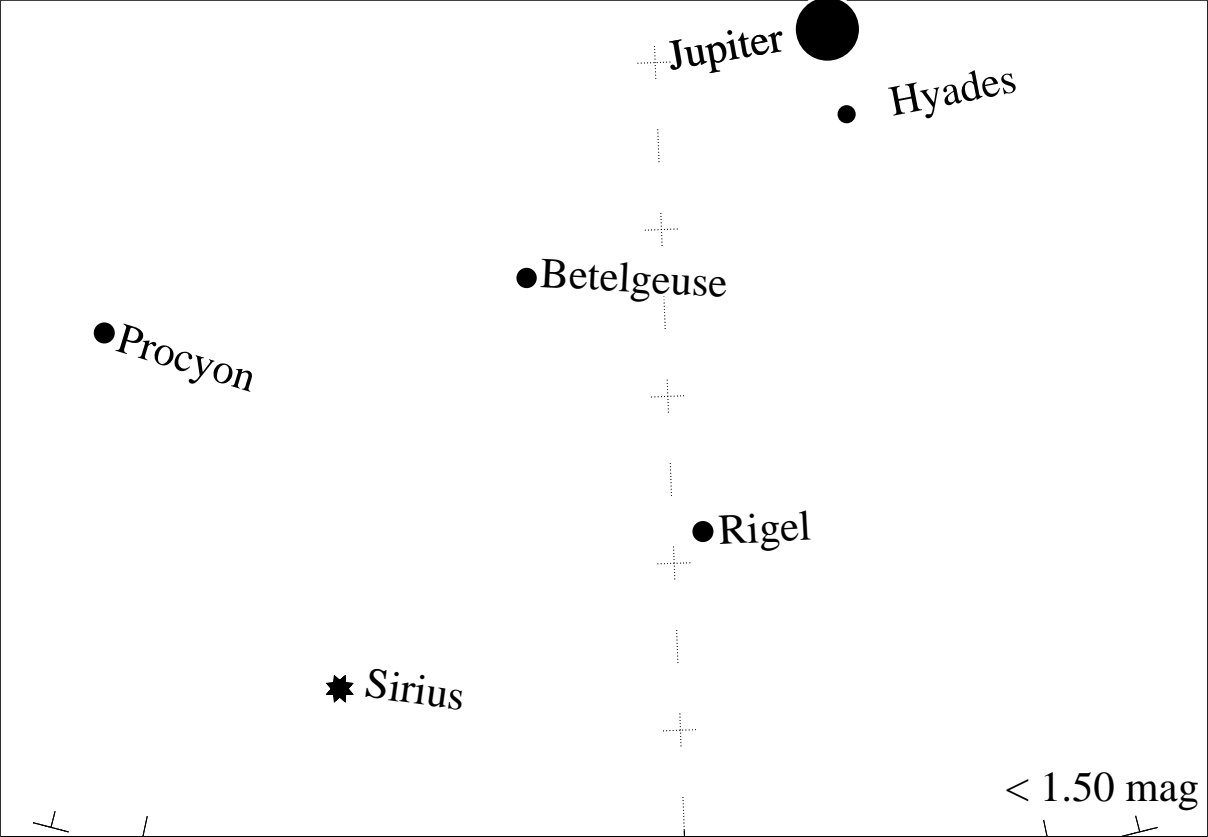 Jupiter
Hyades
Betelgeuse
Procyon
Rigel
Sirius
< 1.50 mag